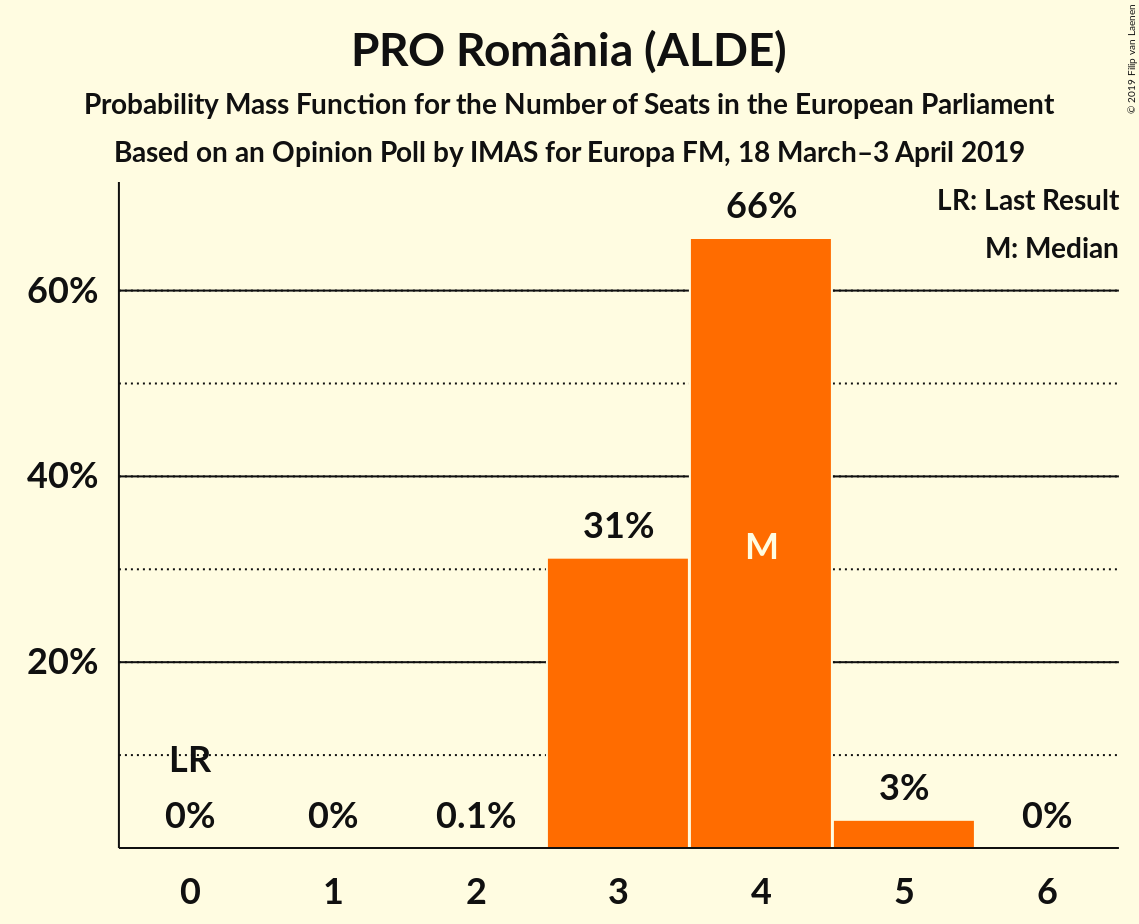 PRO România (ALDE)
Probability Mass Function for the Number of Seats in the European Parliament
Based on an Opinion Poll by IMAS for Europa FM, 18 March–3 April 2019
© 2019 Filip van Laenen
LR: Last Result
M: Median
66%
60%
40%
31%
M
20%
LR
0%
0%
0.1%
3%
0%
0
1
2
3
4
5
6